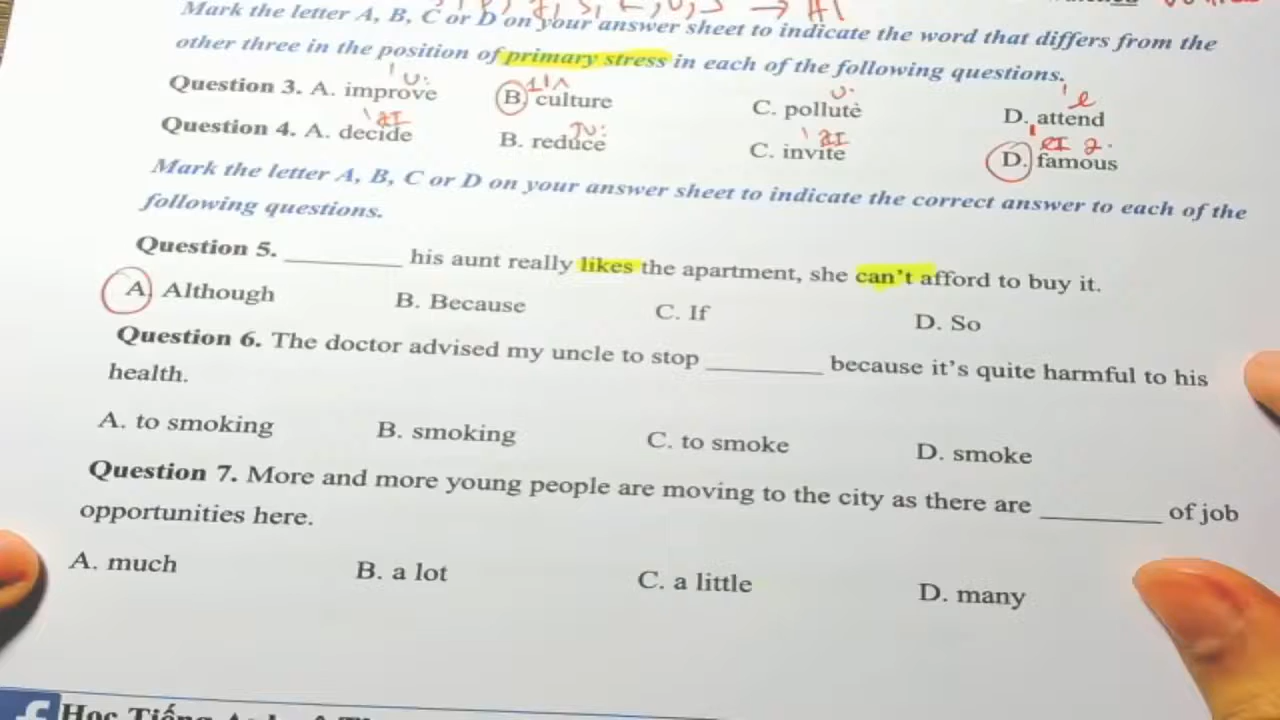 Mark the letter A, B, C or D on your answer sheet to indicate the word that differs from the
other three in the position of primary stress in each of the following questions.
Question 3. A. improve B. culture C. pollute D. attend
Question 4. A. decide B. reduce C. invite D. famous
Mark the letter A, B, C or D on your answer sheet to indicate the correct answer to each of the
following questions.
Question 5. __________ his aunt really likes the apartment, she can't afford to buy it.
A. Although B. Because C. If D. So
Question 6. The doctor advised my uncle to stop __________ because it's quite harmful to his
health.
A. to smoking B. smoking C. to smoke D. smoke
Question 7. More and more young people are moving to the city as there are __________ of job
opportunities here.
A. much B. a lot C. a little D. many
f Học Tiếng